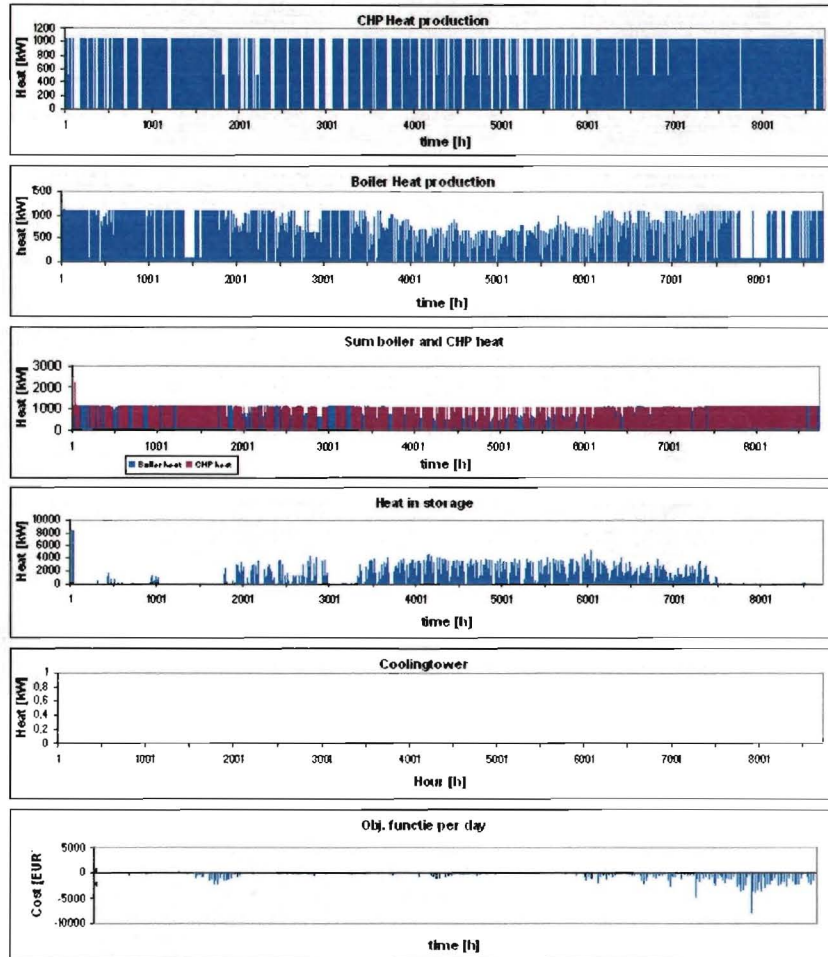 CHP Heat production
Heat [kW]
1200
1000
800
600
400
200
0
1 1001 2001 3001 4001 5001 6001 7001 8001
time [h]
Boiler Heat production
heat [kW]
1500
1000
500
0
1 1001 2001 3001 4001 5001 6001 7001 8001
time [h]
Sum boiler and CHP heat
Heat [kW]
3000
2000
1000
0
1 1001 2001 3001 4001 5001 6001 7001 8001
Boiler heat CHP heat
time [h]
Heat in storage
Heat [kW]
10000
8000
6000
4000
2000
0
1 1001 2001 3001 4001 5001 6001 7001 8001
time [h]
Coolingtower
Heat [kW]
1
0.8
0.6
0.4
0.2
0
1 1001 2001 3001 4001 5001 6001 7001 8001
Hour [h]
Obj. functie per day
Cost [EUR
5000
0
-5000
-10000
time [h]